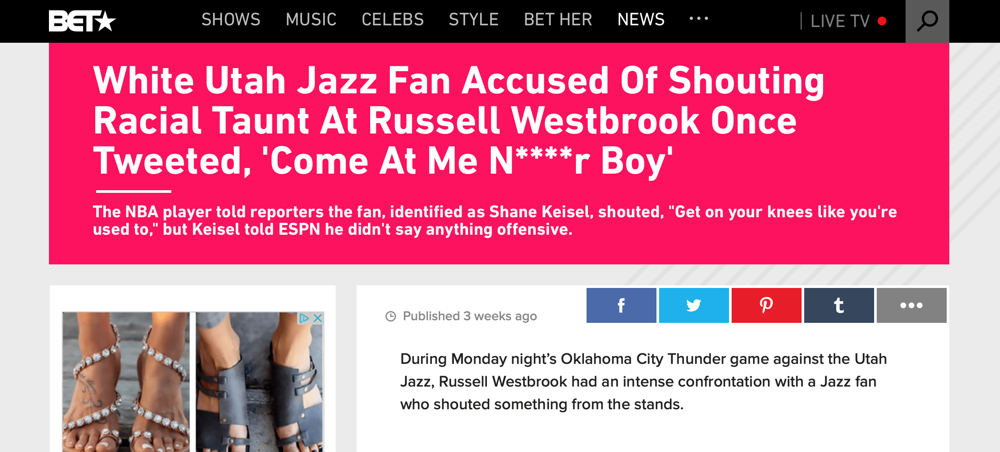 BET★
SHOWS MUSIC CELEBS STYLE BET HER NEWS ••• LIVE TV
White Utah Jazz Fan Accused Of Shouting
Racial Taunt At Russell Westbrook Once
Tweeted, 'Come At Me N****r Boy'
The NBA player told reporters the fan, identified as Shane Keisel, shouted, "Get on your knees like you're
used to," but Keisel told ESPN he didn't say anything offensive.
Published 3 weeks ago
During Monday night’s Oklahoma City Thunder game against the Utah
Jazz, Russell Westbrook had an intense confrontation with a Jazz fan
who shouted something from the stands.